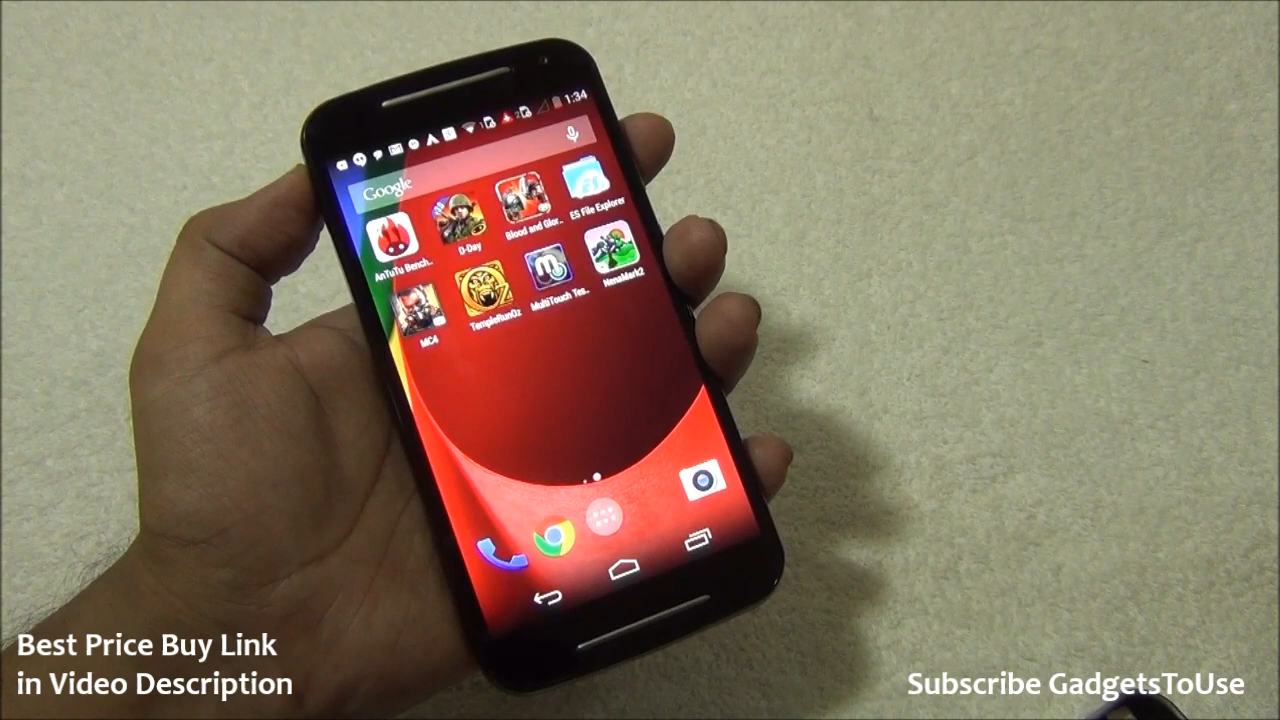 1:34
Google
AnTuTu Bench..
D-Day
Blood and Glor..
ES File Explorer
MC4
TempleRunOz
MultiTouch Tes..
NenaMark2
Best Price Buy Link
in Video Description
Subscribe GadgetsToUse